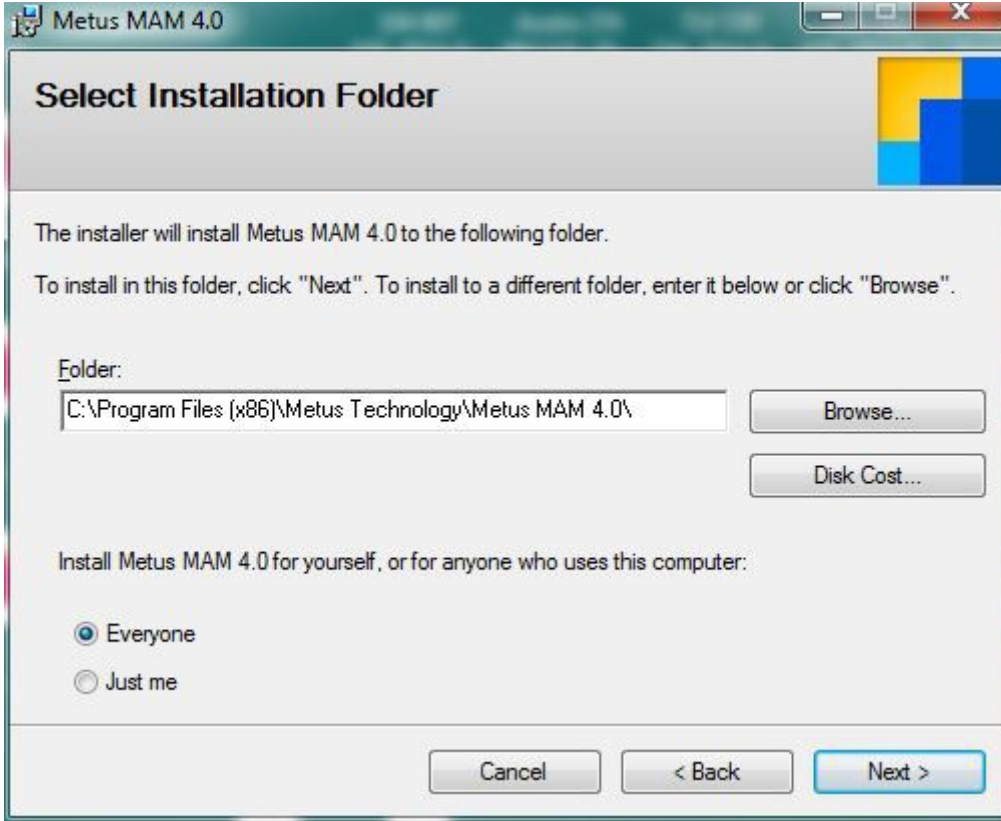 Metus MAM 4.0
Select Installation Folder
The installer will install Metus MAM 4.0 to the following folder.
To install in this folder, click "Next". To install to a different folder, enter it below or click "Browse".
Folder:
C:\Program Files (x86)\Metus Technology\Metus MAM 4.0\
Browse...
Disk Cost...
Install Metus MAM 4.0 for yourself, or for anyone who uses this computer:
Everyone
Just me
Cancel
< Back
Next >